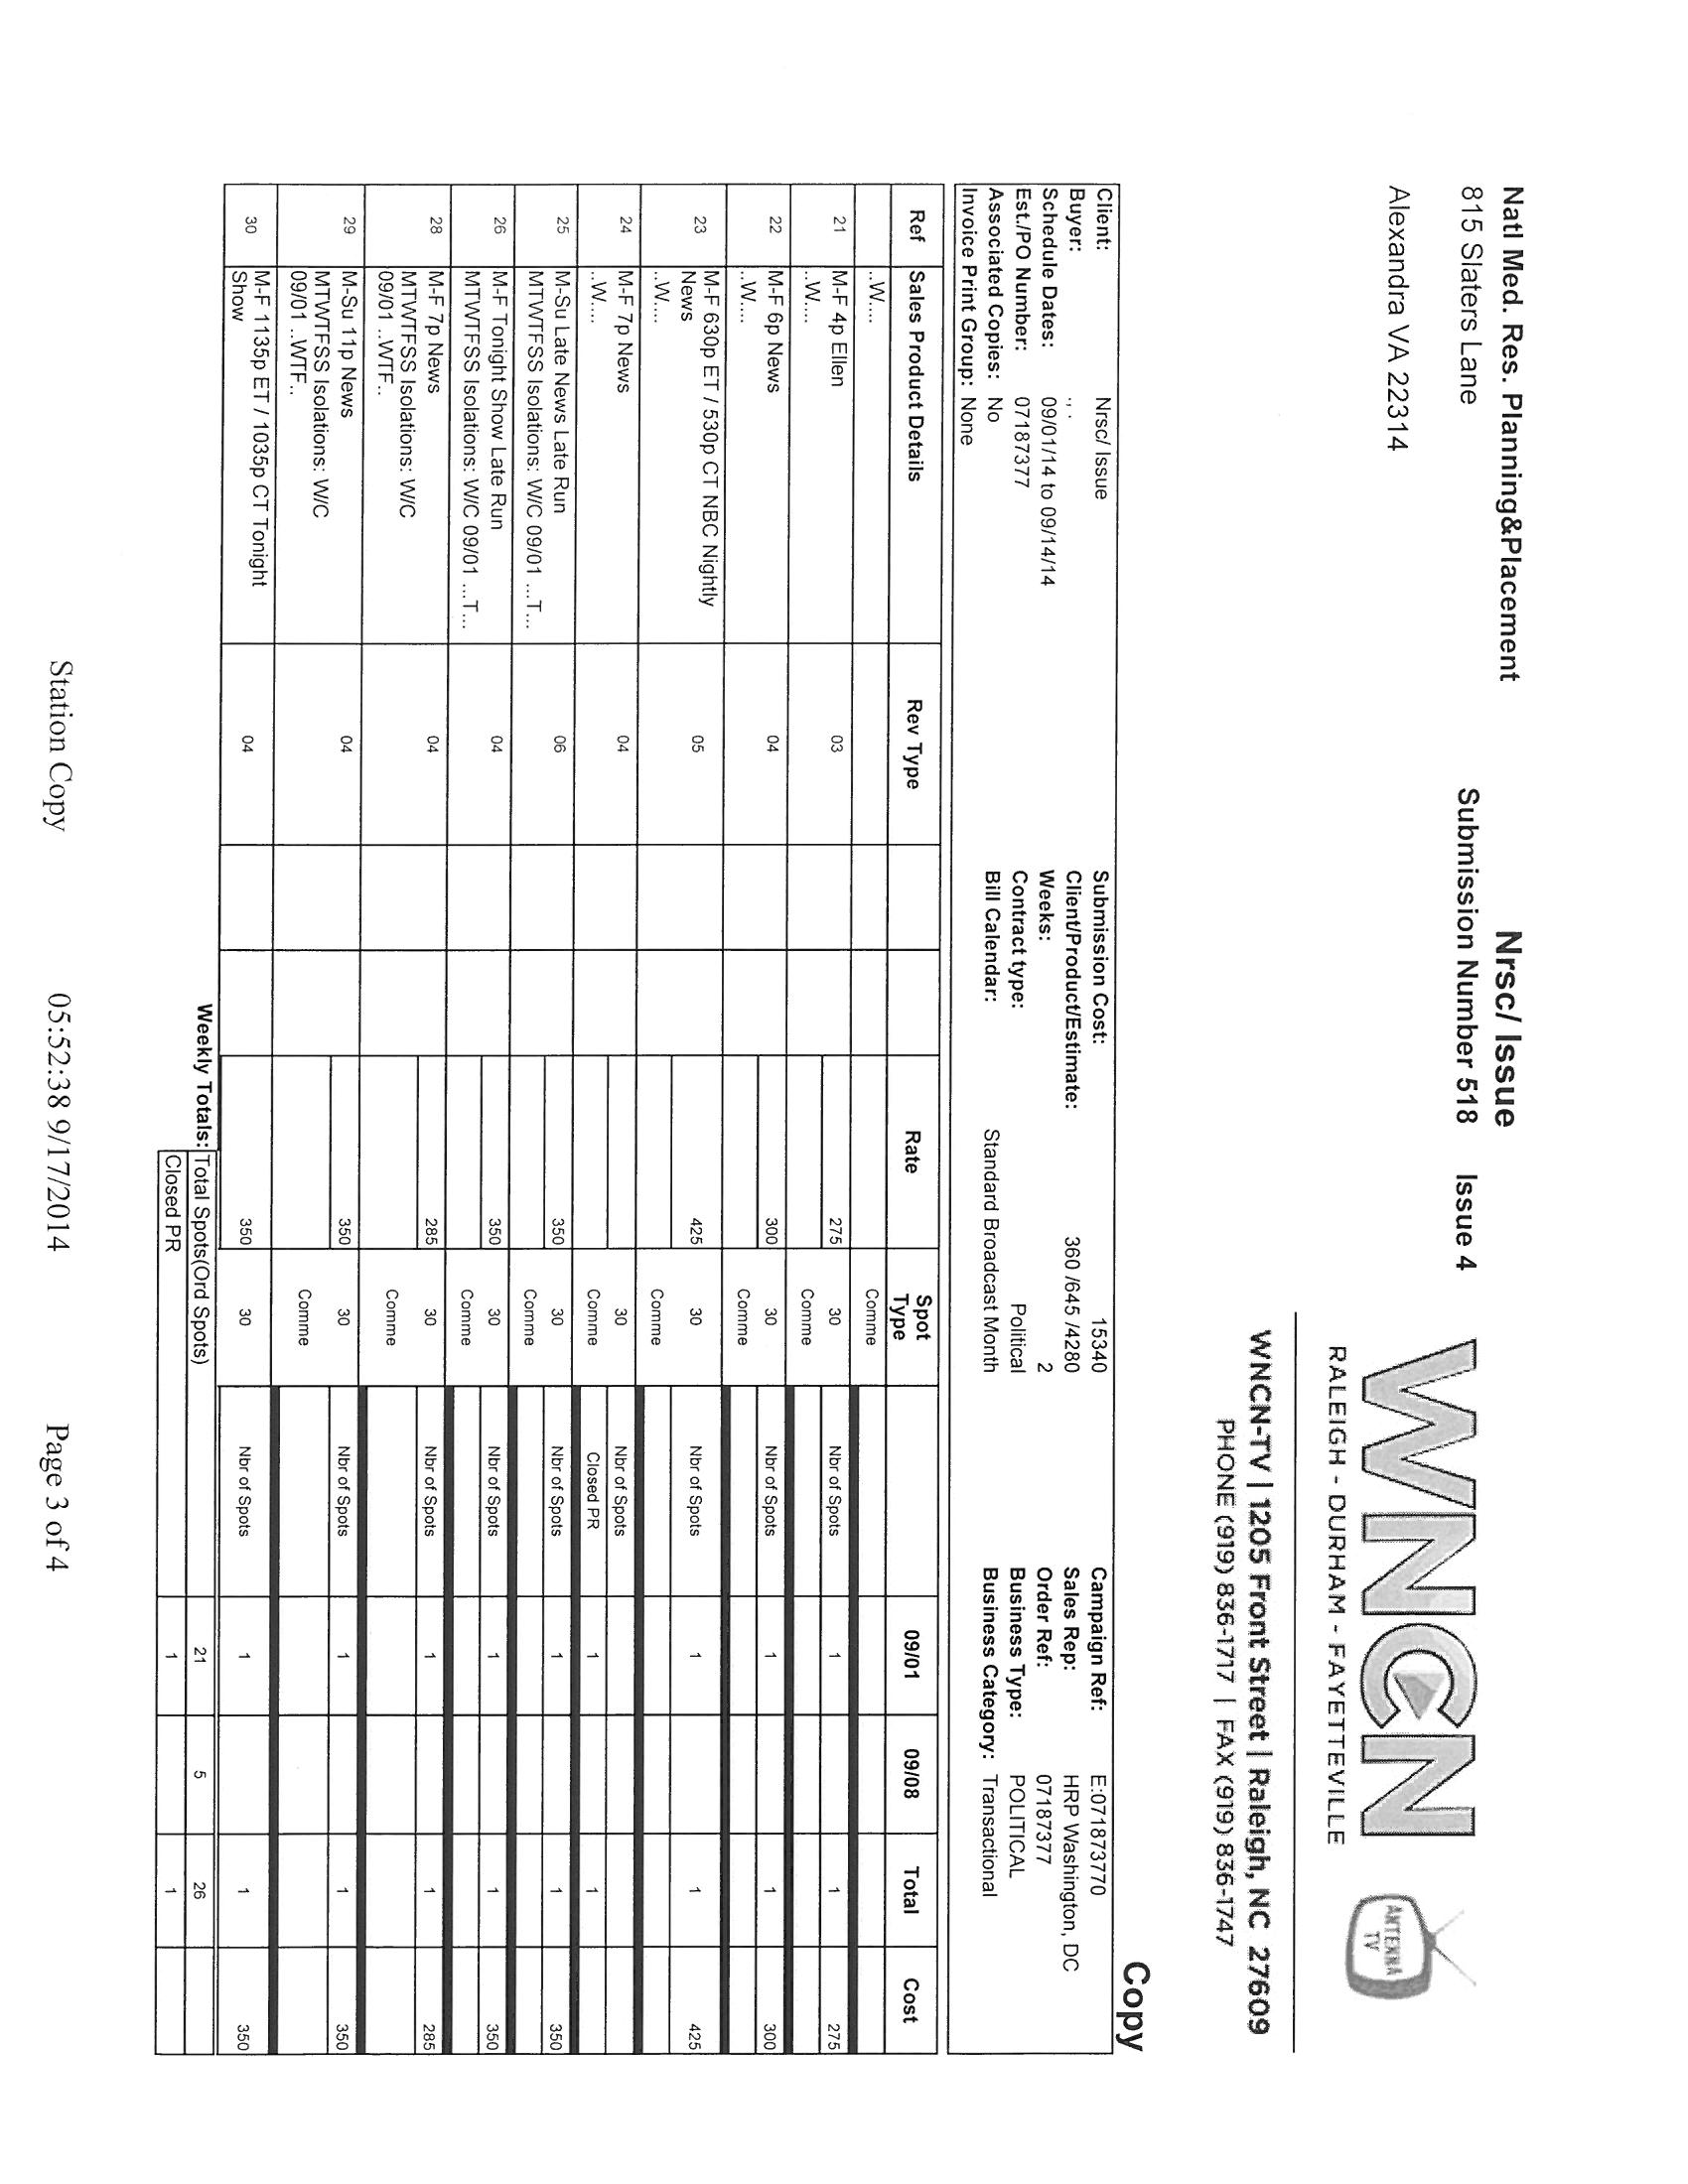 Natl Med. Res. Planning&Placement
815 Slaters Lane
Alexandra VA 22314
Nrsc/ Issue
Submission Number 518 Issue 4
WNCN
RALEIGH - DURHAM - FAYETTEVILLE
ANTENNA
TV
WNCN-TV | 1205 Front Street | Raleigh, NC 27609
PHONE (919) 836-1717 | FAX (919) 836-1747
Copy
Client: Nrsc/ Issue Submission Cost: 15340 Campaign Ref: E:071873770
Buyer: Client/Product/Estimate: 360 /645 /4280 Sales Rep: HRP Washington, DC
Schedule Dates: 09/01/14 to 09/14/14 Weeks: 2 Order Ref: 07187377
Est./PO Number: 07187377 Contract type: Political Business Type: POLITICAL
Associated Copies: No Bill Calendar: Standard Broadcast Month Business Category: Transactional
Invoice Print Group: None
Ref Sales Product Details Rev Type Rate Spot Type 09/01 09/08 Total Cost
..W.... Comme
21 M-F 4p Ellen 03 275 30 Nbr of Spots 1 1 275
..W.... Comme
22 M-F 6p News 04 300 30 Nbr of Spots 1 1 300
..W.... Comme
23 M-F 630p ET / 530p CT NBC Nightly 05 425 30 Nbr of Spots 1 1 425
News
..W.... Comme
24 M-F 7p News 04 30 Nbr of Spots
..W.... Comme Closed PR 1 1
25 M-Su Late News Late Run 06 350 30 Nbr of Spots 1 1 350
MTWTFSS Isolations: W/C 09/01 ...T... Comme
26 M-F Tonight Show Late Run 04 350 30 Nbr of Spots 1 1 350
MTWTFSS Isolations: W/C 09/01 ...T... Comme
28 M-F 7p News 04 285 30 Nbr of Spots 1 1 285
MTWTFSS Isolations: W/C
09/01 ..WTF.. Comme
29 M-Su 11p News 04 350 30 Nbr of Spots 1 1 350
MTWTFSS Isolations: W/C
09/01 ..WTF.. Comme
30 M-F 1135p ET / 1035p CT Tonight 04 350 30 Nbr of Spots 1 1 350
Show
Weekly Totals: Total Spots(Ord Spots) 21 5 26
Closed PR 1 1
Station Copy 05:52:38 9/17/2014 Page 3 of 4